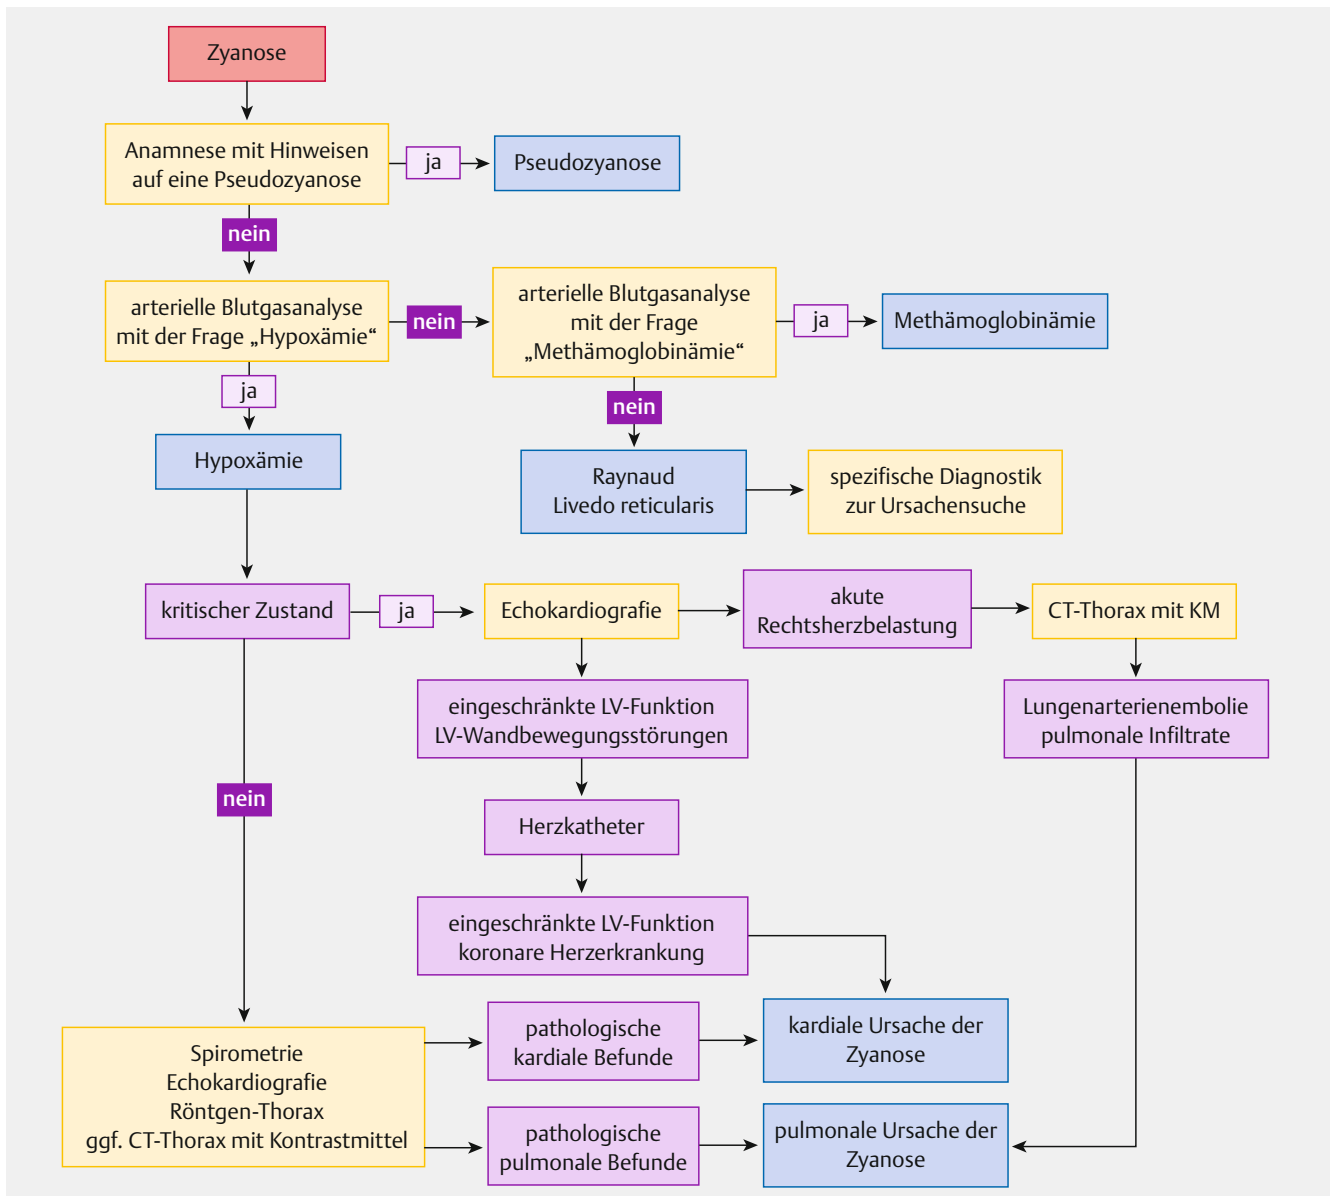 Zyanose
Anamnese mit Hinweisen
auf eine Pseudozyanose
ja
Pseudozyanose
nein
arterielle Blutgasanalyse
mit der Frage „Hypoxämie“
nein
arterielle Blutgasanalyse
mit der Frage
„Methämoglobinämie“
ja
Methämoglobinämie
ja
nein
Hypoxämie
Raynaud
Livedo reticularis
spezifische Diagnostik
zur Ursachensuche
kritischer Zustand
ja
Echokardiografie
akute
Rechtsherzbelastung
CT-Thorax mit KM
eingeschränkte LV-Funktion
LV-Wandbewegungsstörungen
Lungenarterienembolie
pulmonale Infiltrate
nein
Herzkatheter
eingeschränkte LV-Funktion
koronare Herzerkrankung
Spirometrie
Echokardiografie
Röntgen-Thorax
ggf. CT-Thorax mit Kontrastmittel
pathologische
kardiale Befunde
kardiale Ursache der
Zyanose
pathologische
pulmonale Befunde
pulmonale Ursache der
Zyanose